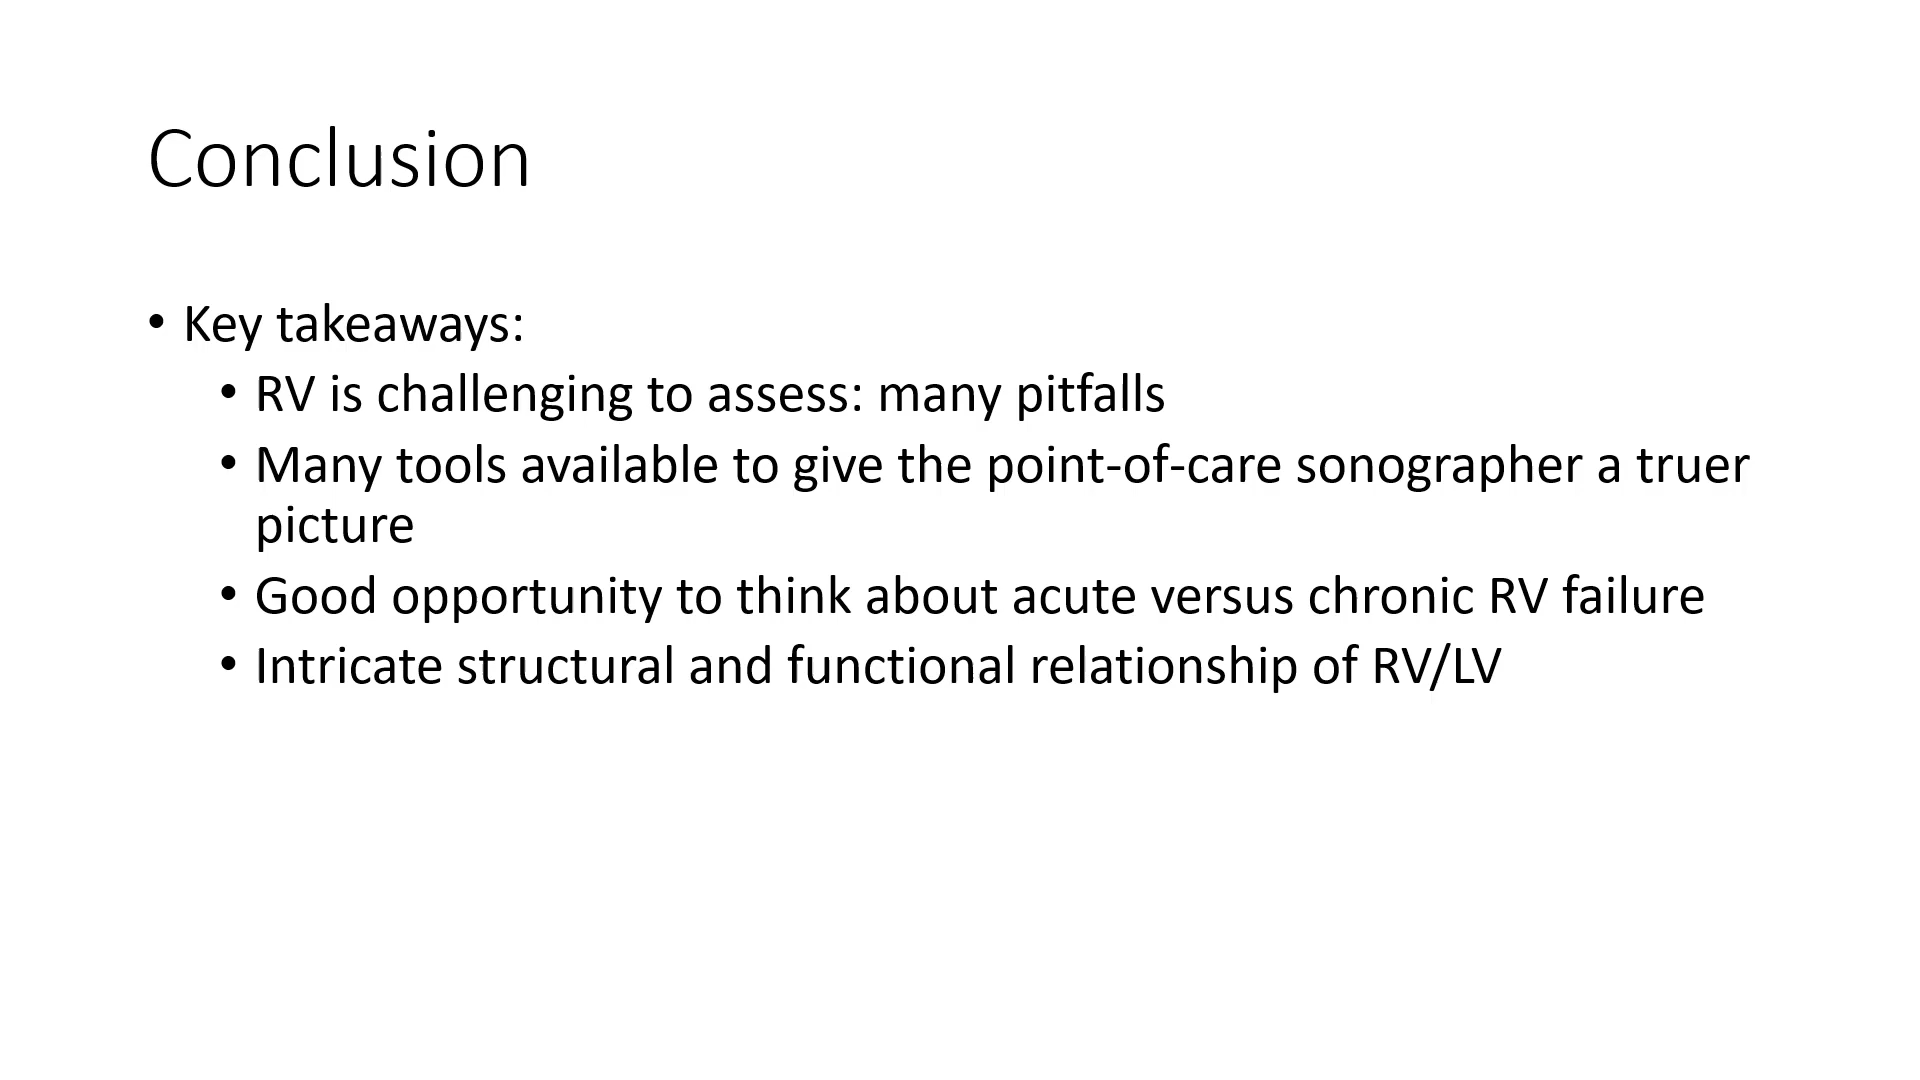 Conclusion
• Key takeaways:
• RV is challenging to assess: many pitfalls
• Many tools available to give the point-of-care sonographer a truer
picture
• Good opportunity to think about acute versus chronic RV failure
• Intricate structural and functional relationship of RV/LV